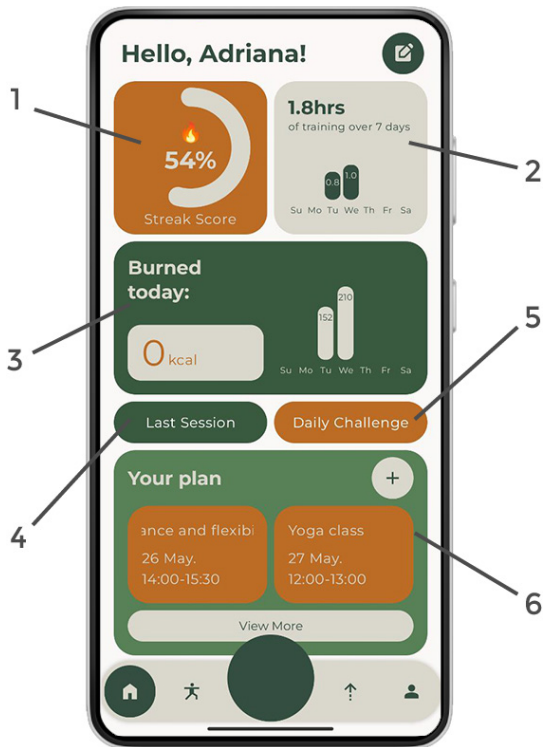 Hello, Adriana!
1
54%
Streak Score
1.8hrs
of training over 7 days
0.8 1.0
Su Mo Tu We Th Fr Sa
2
Burned
today:
0 kcal
152 210
Su Mo Tu We Th Fr Sa
3
5
Last Session
Daily Challenge
4
Your plan
+
ance and flexibi
26 May.
14:00-15:30
Yoga class
27 May.
12:00-13:00
6
View More